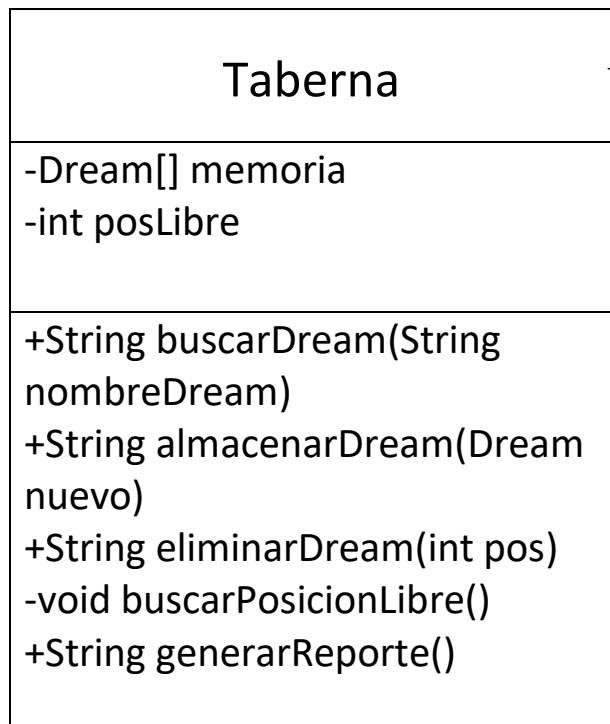 Taberna
-Dream[] memoria
-int posLibre
+String buscarDream(String
nombreDream)
+String almacenarDream(Dream
nuevo)
+String eliminarDream(int pos)
-void buscarPosicionLibre()
+String generarReporte()